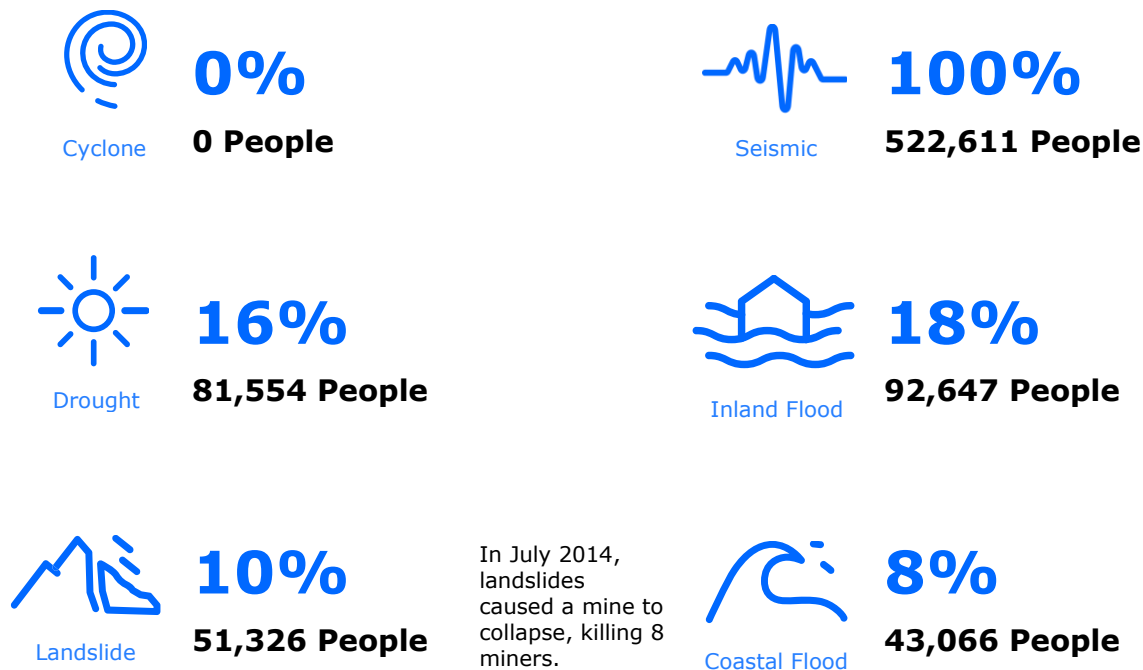 0%
0 People
Cyclone
100%
522,611 People
Seismic
16%
81,554 People
Drought
18%
92,647 People
Inland Flood
10%
51,326 People
Landslide
In July 2014,
landslides
caused a mine to
collapse, killing 8
miners.
8%
43,066 People
Coastal Flood